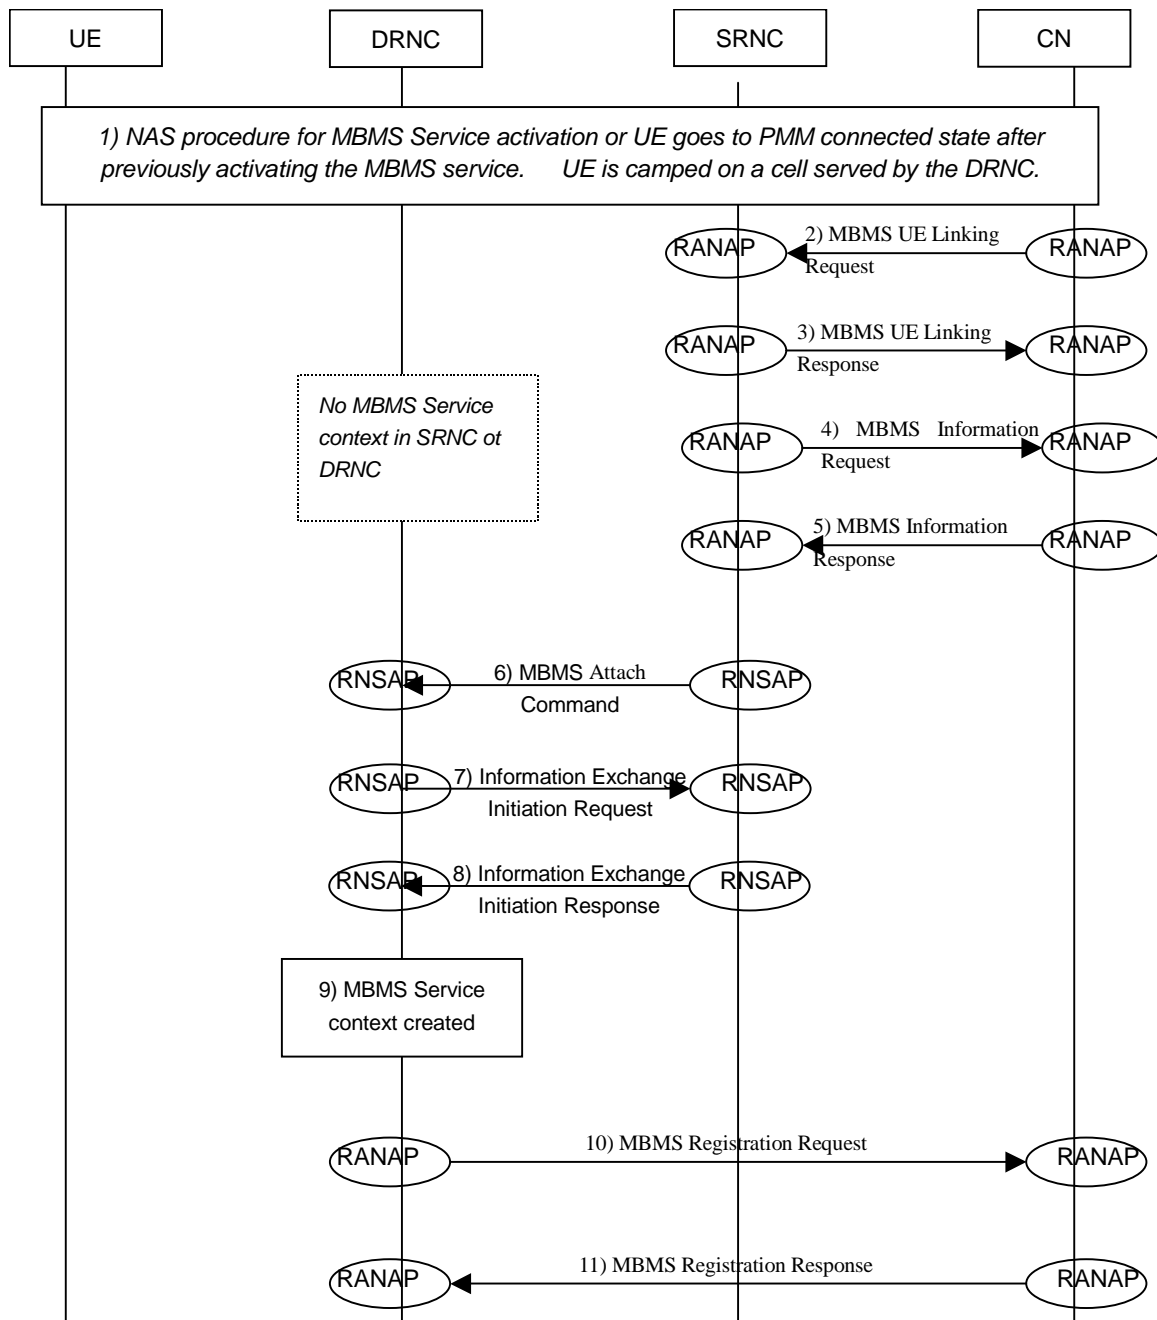 UE
DRNC
SRNC
CN
1) NAS procedure for MBMS Service activation or UE goes to PMM connected state after
previously activating the MBMS service. UE is camped on a cell served by the DRNC.
RANAP
2) MBMS UE Linking
Request
RANAP
RANAP
3) MBMS UE Linking
Response
RANAP
No MBMS Service
context in SRNC ot
DRNC
RANAP
4) MBMS Information
Request
RANAP
RANAP
5) MBMS Information
Response
RANAP
RNSAP
6) MBMS Attach
Command
RNSAP
RNSAP
7) Information Exchange
Initiation Request
RNSAP
RNSAP
8) Information Exchange
Initiation Response
RNSAP
9) MBMS Service
context created
RANAP
10) MBMS Registration Request
RANAP
RANAP
11) MBMS Registration Response
RANAP